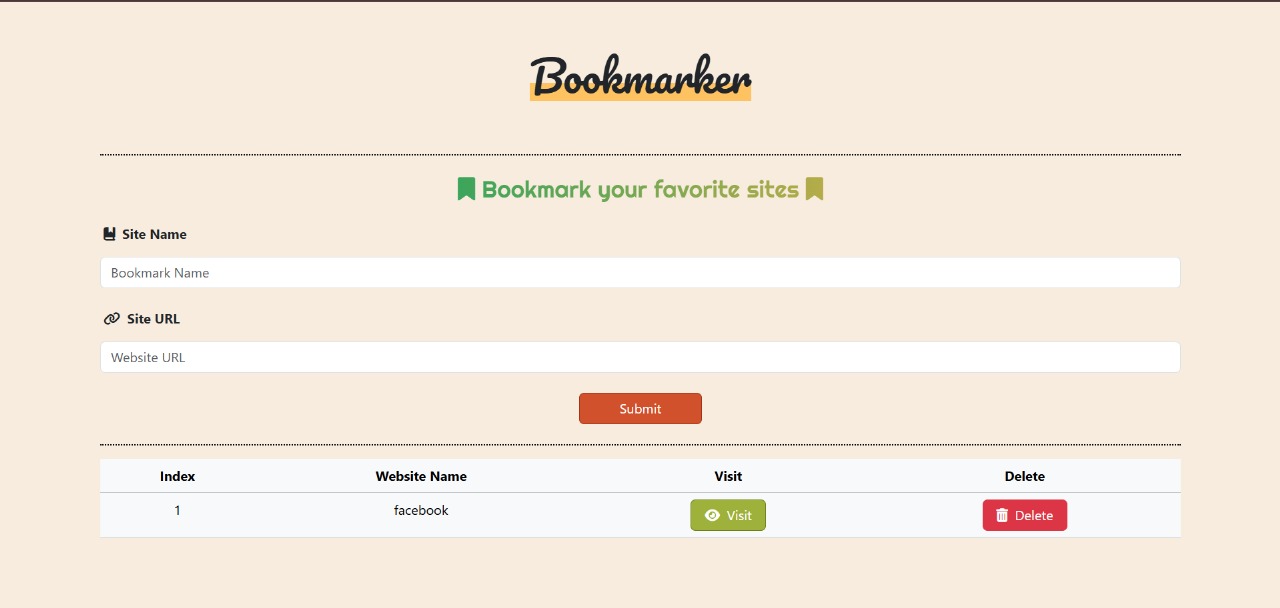 Bookmarker
Bookmark your favorite sites
Site Name
Bookmark Name
Site URL
Website URL
Submit
Index Website Name Visit Delete
1 facebook Visit Delete